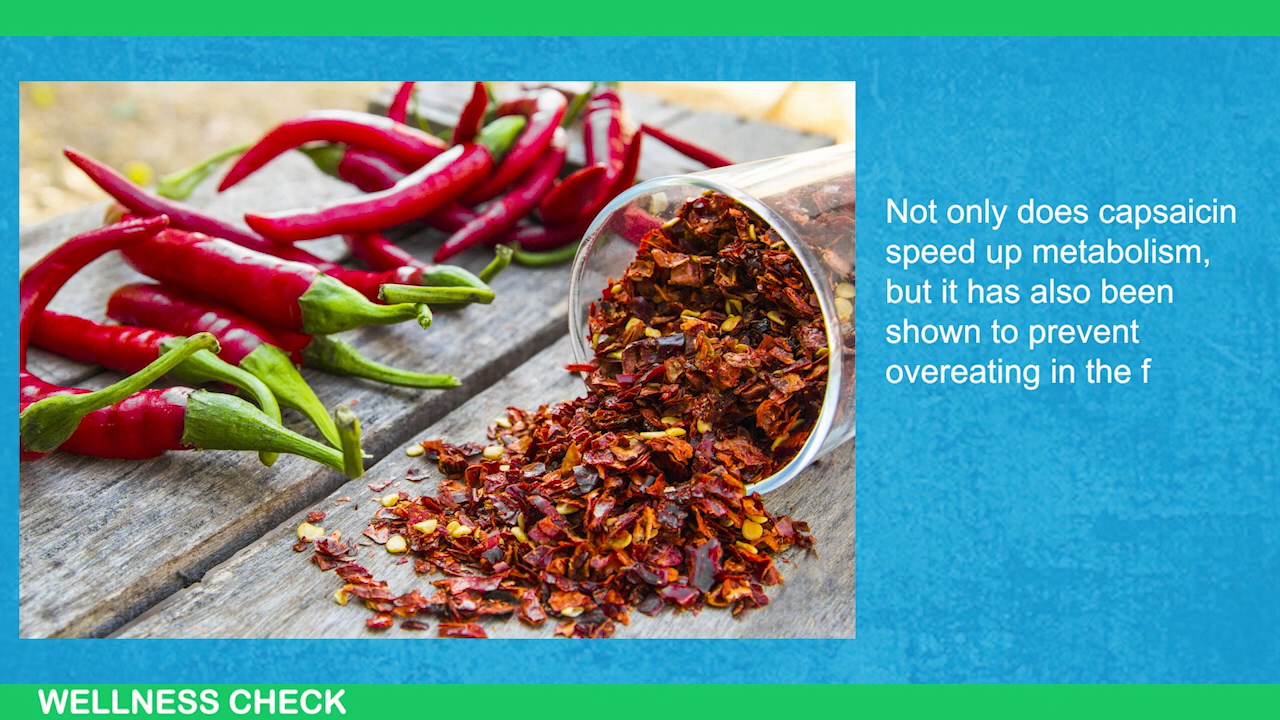 Not only does capsaicin
speed up metabolism,
but it has also been
shown to prevent
overeating in the f
WELLNESS CHECK